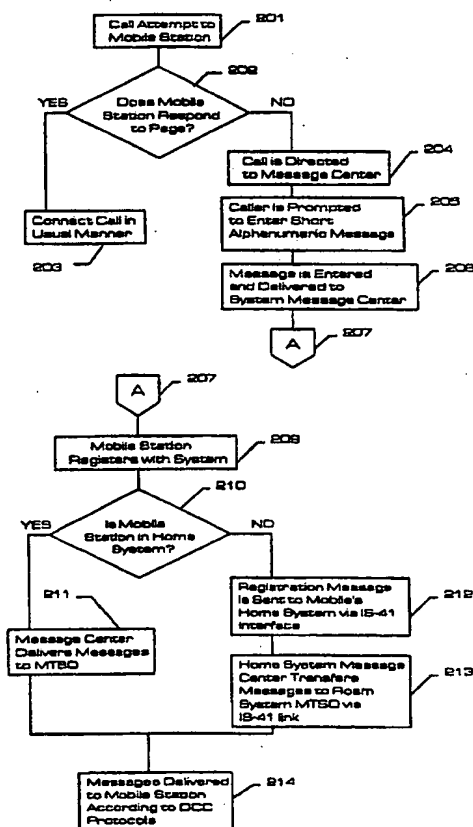 Call Attempt to
Mobile Station
201
202
Does Mobile
Station Respond
to Page?
YES
NO
Connect Call in
Usual Manner
203
Call is Directed
to Message Center
204
Caller is Prompted
to Enter Short
Alphanumeric Message
205
Message is Entered
and Delivered to
System Message Center
206
A
207
A
207
Mobile Station
Registers with System
209
210
Is Mobile
Station in Home
System?
YES
NO
211
Message Center
Delivers Messages
to MTSO
Registration Message
is Sent to Mobile's
Home System via IS-41
Interface
212
Home System Message
Center Transfers
Messages to Roam
System MTSO via
IS-41 link
213
Messages Delivered
to Mobile Station
According to DCC
Protocols
214